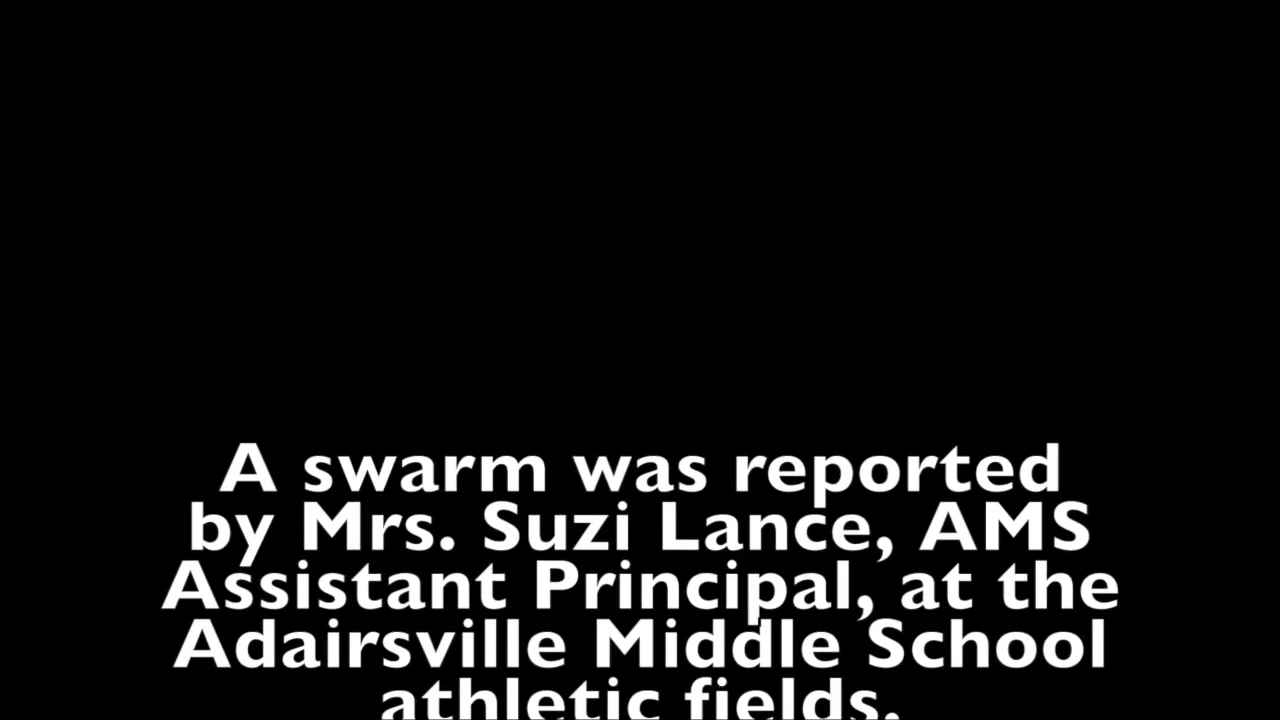 A swarm was reported
by Mrs. Suzi Lance, AMS
Assistant Principal, at the
Adairsville Middle School
athletic fields.